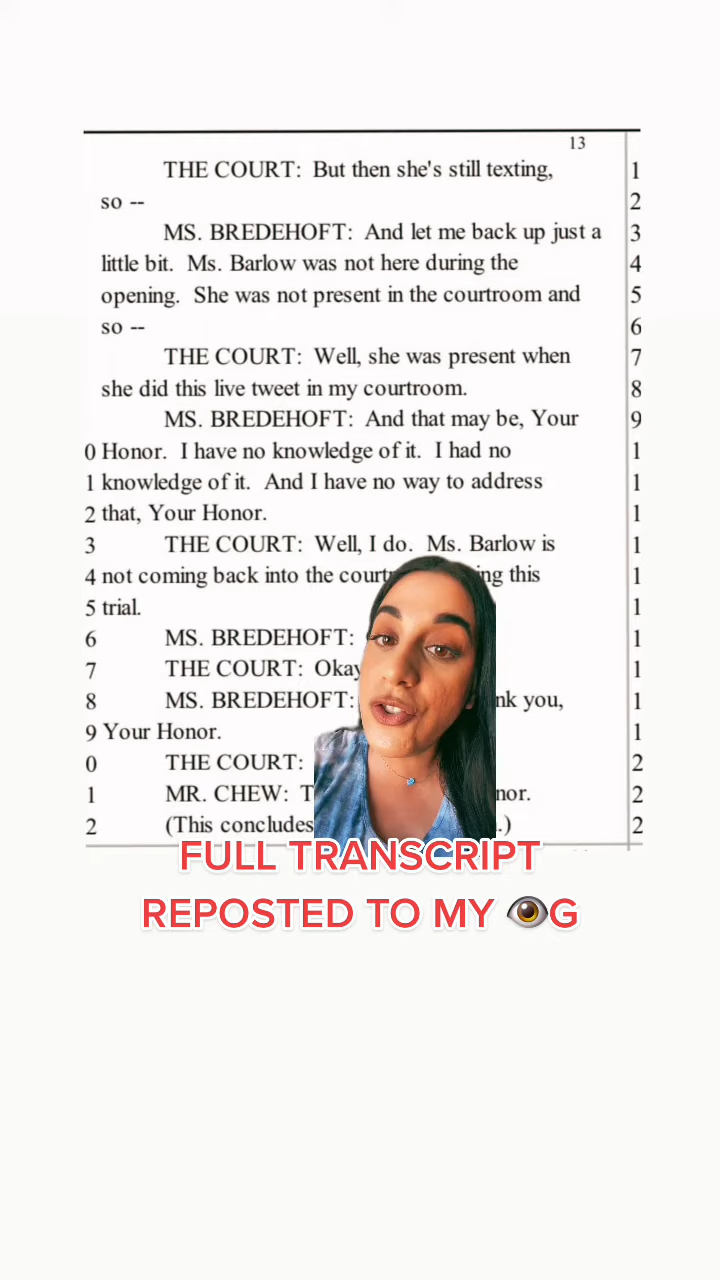 13
THE COURT: But then she's still texting, 1
so -- 2
MS. BREDEHOFT: And let me back up just a 3
little bit. Ms. Barlow was not here during the 4
opening. She was not present in the courtroom and 5
so -- 6
THE COURT: Well, she was present when 7
she did this live tweet in my courtroom. 8
MS. BREDEHOFT: And that may be, Your 9
0 Honor. I have no knowledge of it. I had no 1
1 knowledge of it. And I have no way to address 1
2 that, Your Honor. 1
3 THE COURT: Well, I do. Ms. Barlow is 1
4 not coming back into the this 1
5 trial. 1
6 MS. BREDEHOFT: 1
7 THE COURT: Okay 1
8 MS. BREDEHOFT: you, 1
9 Your Honor. 1
0 THE COURT: 2
1 MR. CHEW: 2
2 (This concludes .) 2
FULL TRANSCRIPT
REPOSTED TO MY 👁G